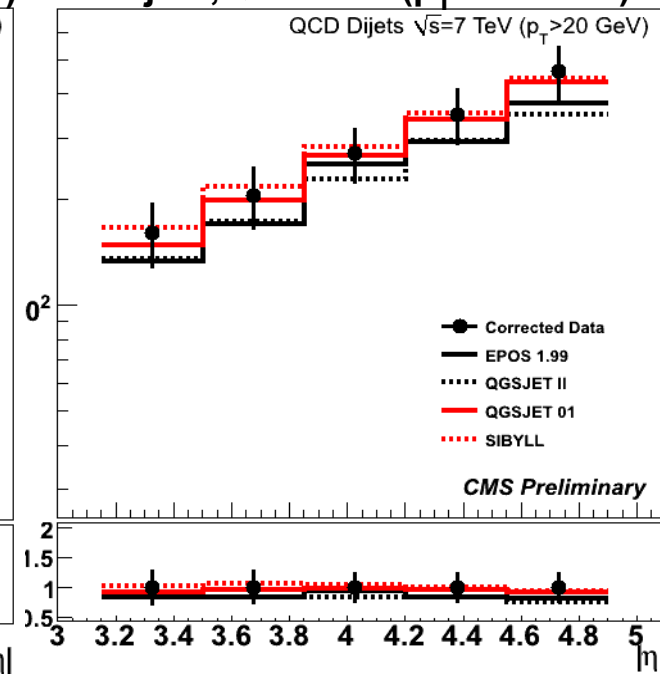 QCD Dijets √s=7 TeV (p_T>20 GeV)
0²
Corrected Data
EPOS 1.99
QGSJET II
QGSJET 01
SIBYLL
CMS Preliminary
2
1.5
1
0.5
3 3.2 3.4 3.6 3.8 4 4.2 4.4 4.6 4.8 5
|η